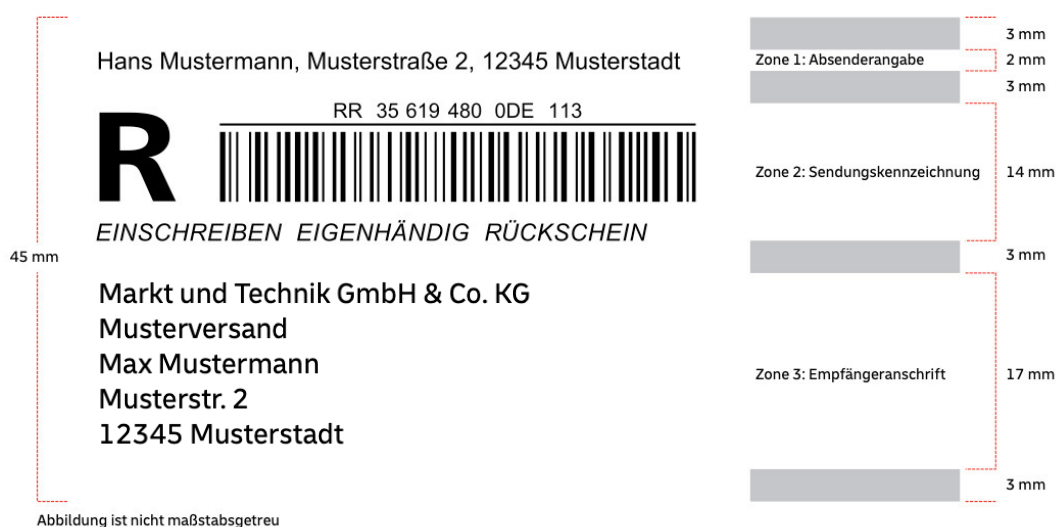 3 mm
Hans Mustermann, Musterstraße 2, 12345 Musterstadt
Zone 1: Absenderangabe
2 mm
3 mm
RR 35 619 480 0DE 113
R
Zone 2: Sendungskennzeichnung
14 mm
EINSCHREIBEN EIGENHÄNDIG RÜCKSCHEIN
45 mm
3 mm
Markt und Technik GmbH & Co. KG
Musterversand
Max Mustermann
Musterstr. 2
12345 Musterstadt
Zone 3: Empfängeranschrift
17 mm
3 mm
Abbildung ist nicht maßstabsgetreu